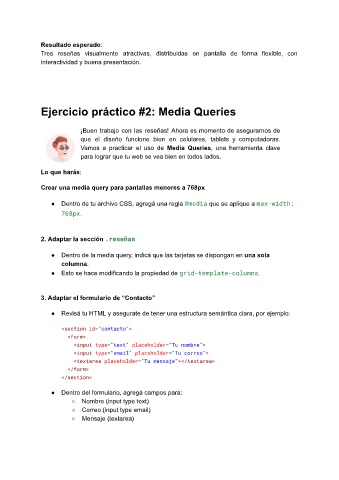 Resultado esperado:
Tres reseñas visualmente atractivas, distribuidas en pantalla de forma flexible, con
interactividad y buena presentación.
Ejercicio práctico #2: Media Queries
¡Buen trabajo con las reseñas! Ahora es momento de asegurarnos de
que el diseño funcione bien en celulares, tablets y computadoras.
Vamos a practicar el uso de Media Queries, una herramienta clave
para lograr que tu web se vea bien en todos lados.
Lo que harás:
Crear una media query para pantallas menores a 768px
● Dentro de tu archivo CSS, agregá una regla @media que se aplique a max-width:
768px.
2. Adaptar la sección .reseñas
● Dentro de la media query, indicá que las tarjetas se dispongan en una sola
columna.
● Esto se hace modificando la propiedad de grid-template-columns.
3. Adaptar el formulario de “Contacto”
● Revisá tu HTML y asegurate de tener una estructura semántica clara, por ejemplo:
<section id="contacto">
<form>
<input type="text" placeholder="Tu nombre">
<input type="email" placeholder="Tu correo">
<textarea placeholder="Tu mensaje"></textarea>
</form>
</section>
● Dentro del formulario, agregá campos para:
○ Nombre (input type text)
○ Correo (input type email)
○ Mensaje (textarea)